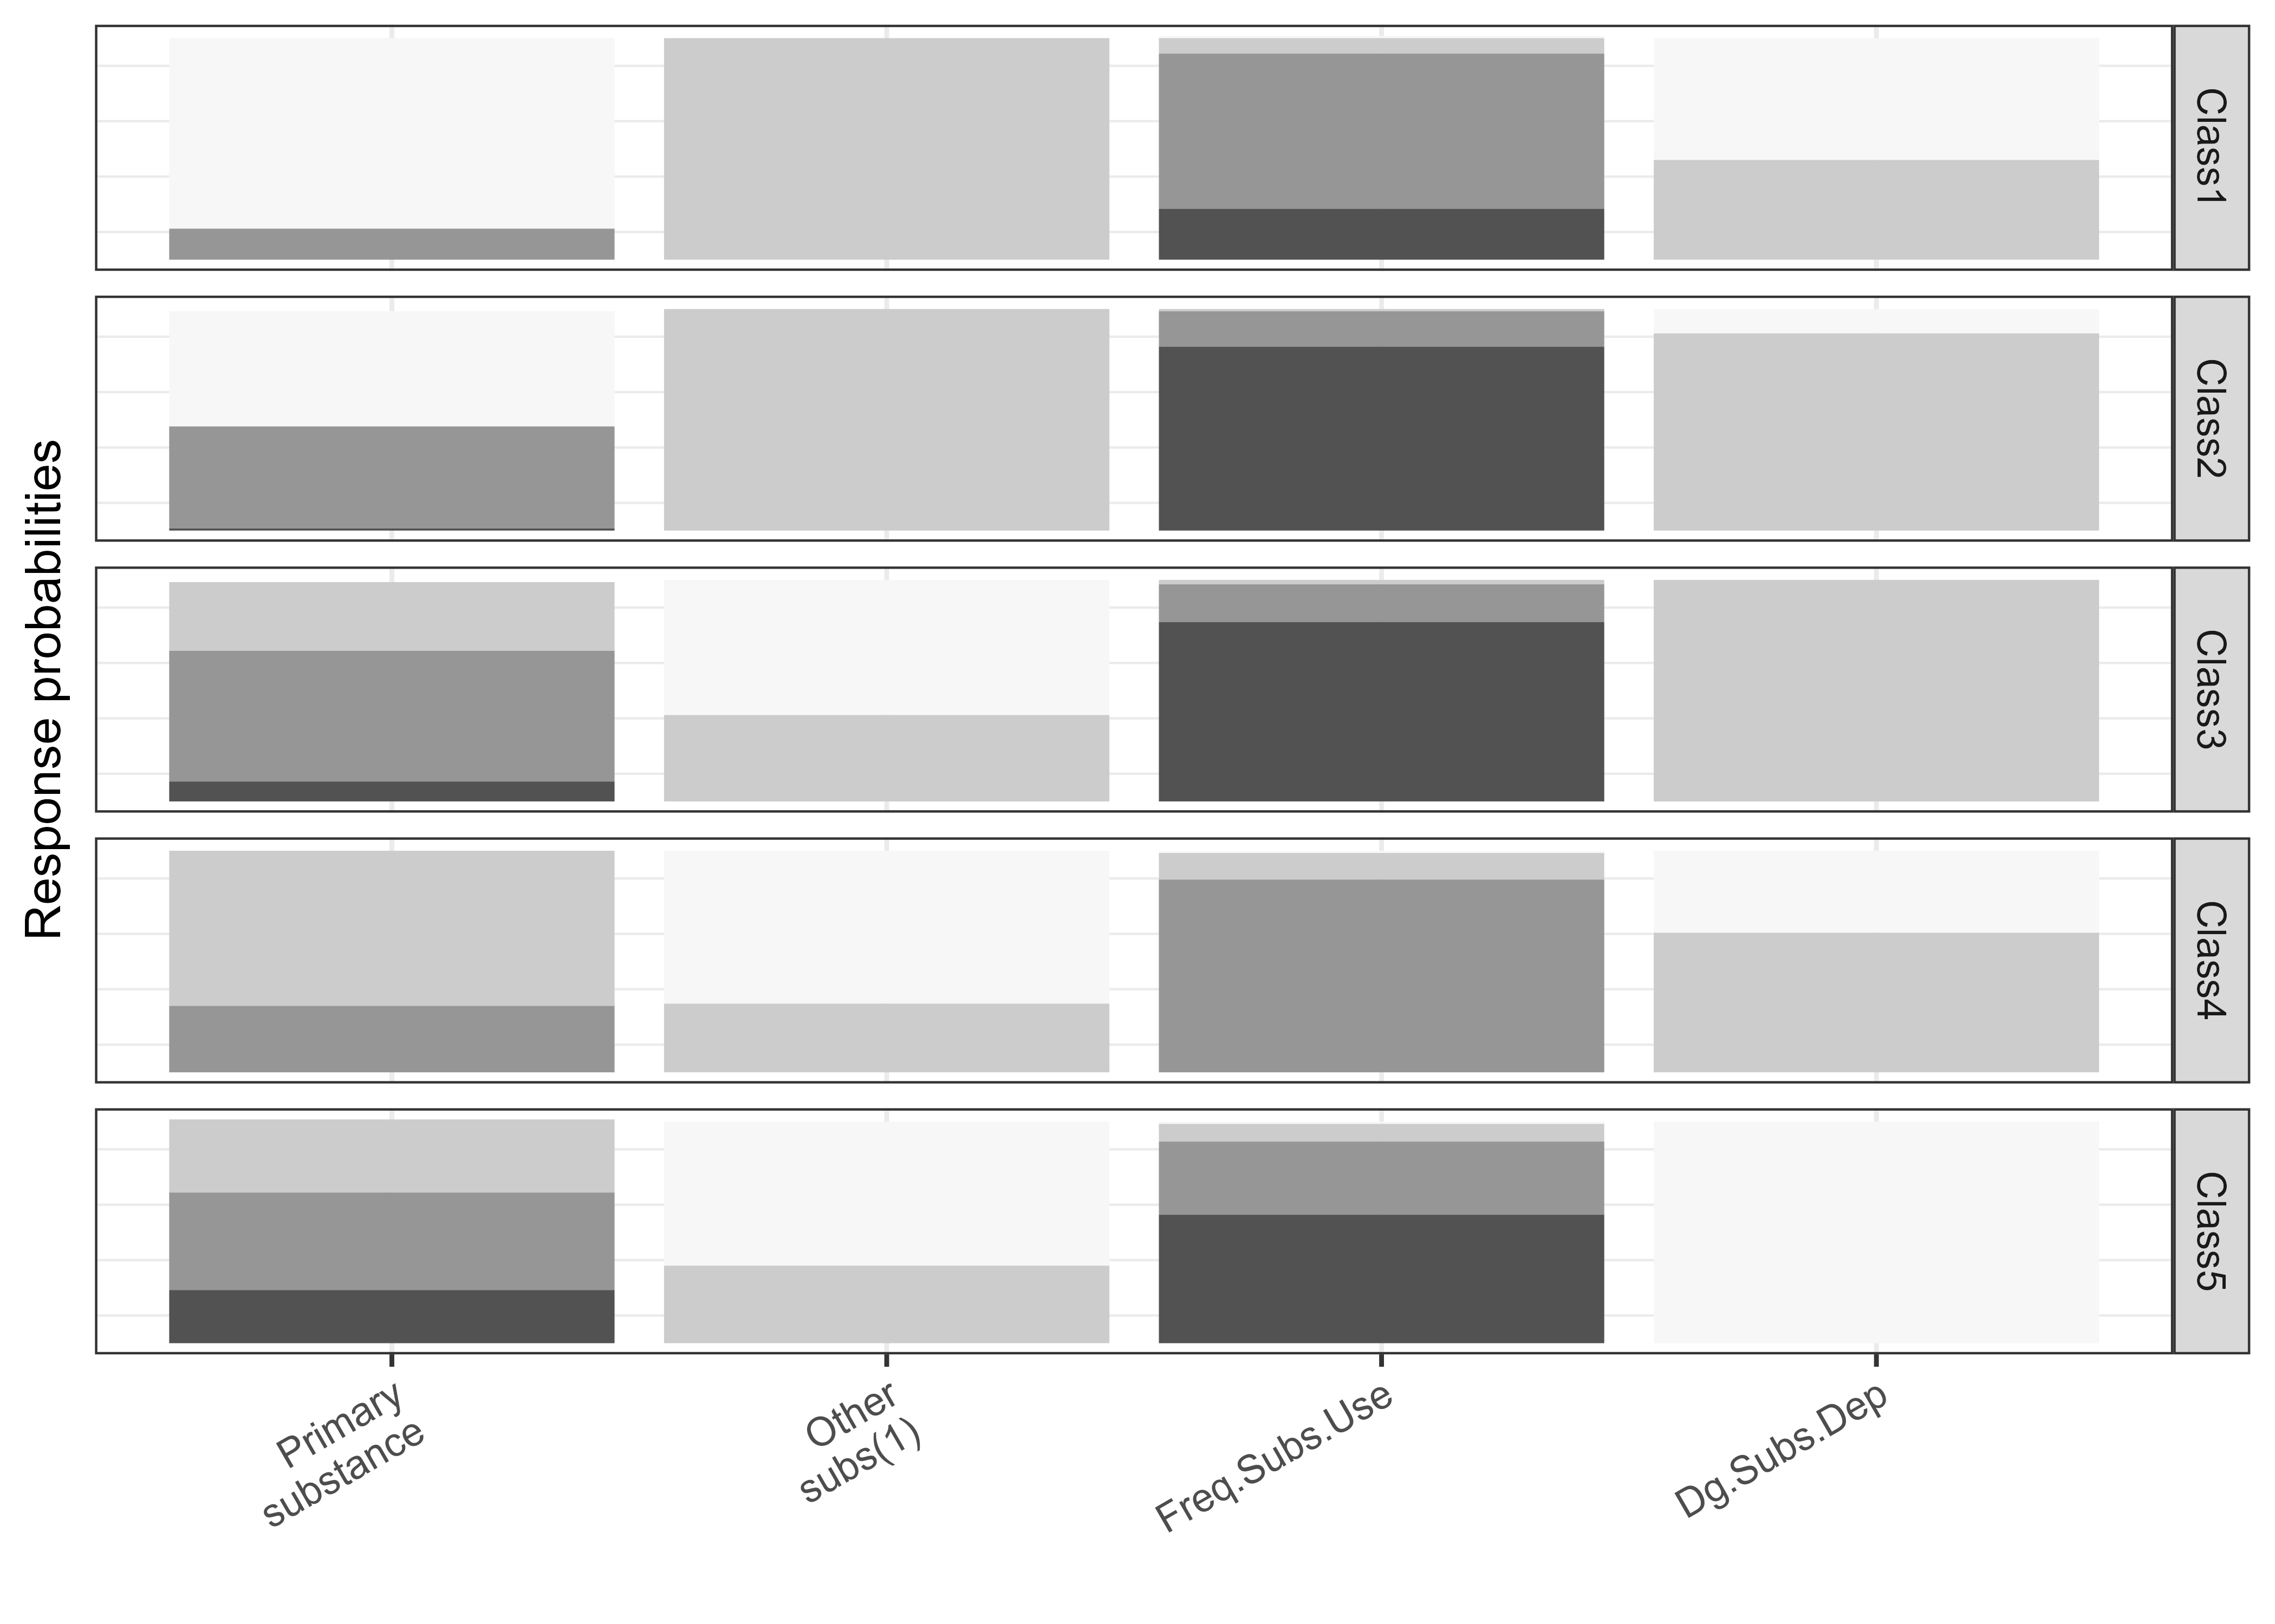 Response probabilities
Class1
Class2
Class3
Class4
Class5
Primary
substance
Other
subs(1)
Freq.Subs.Use
Dg.Subs.Dep